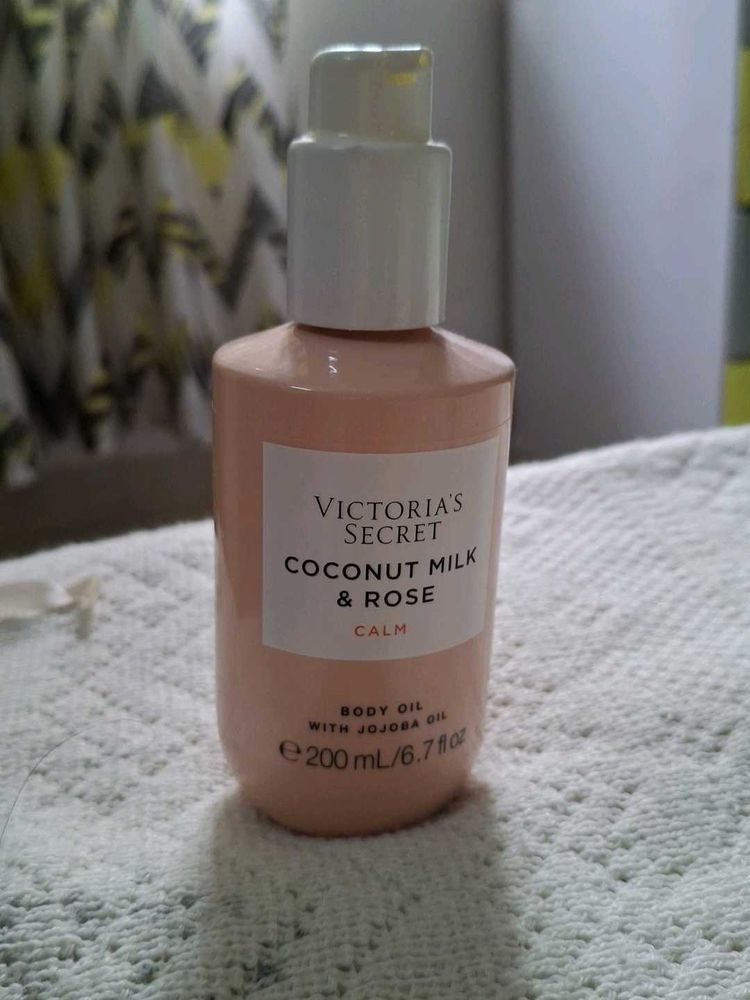 VICTORIA'S
SECRET
COCONUT MILK
& ROSE
CALM
BODY OIL
WITH JOJOBA OIL
℮ 200 mL/6.7 fl oz